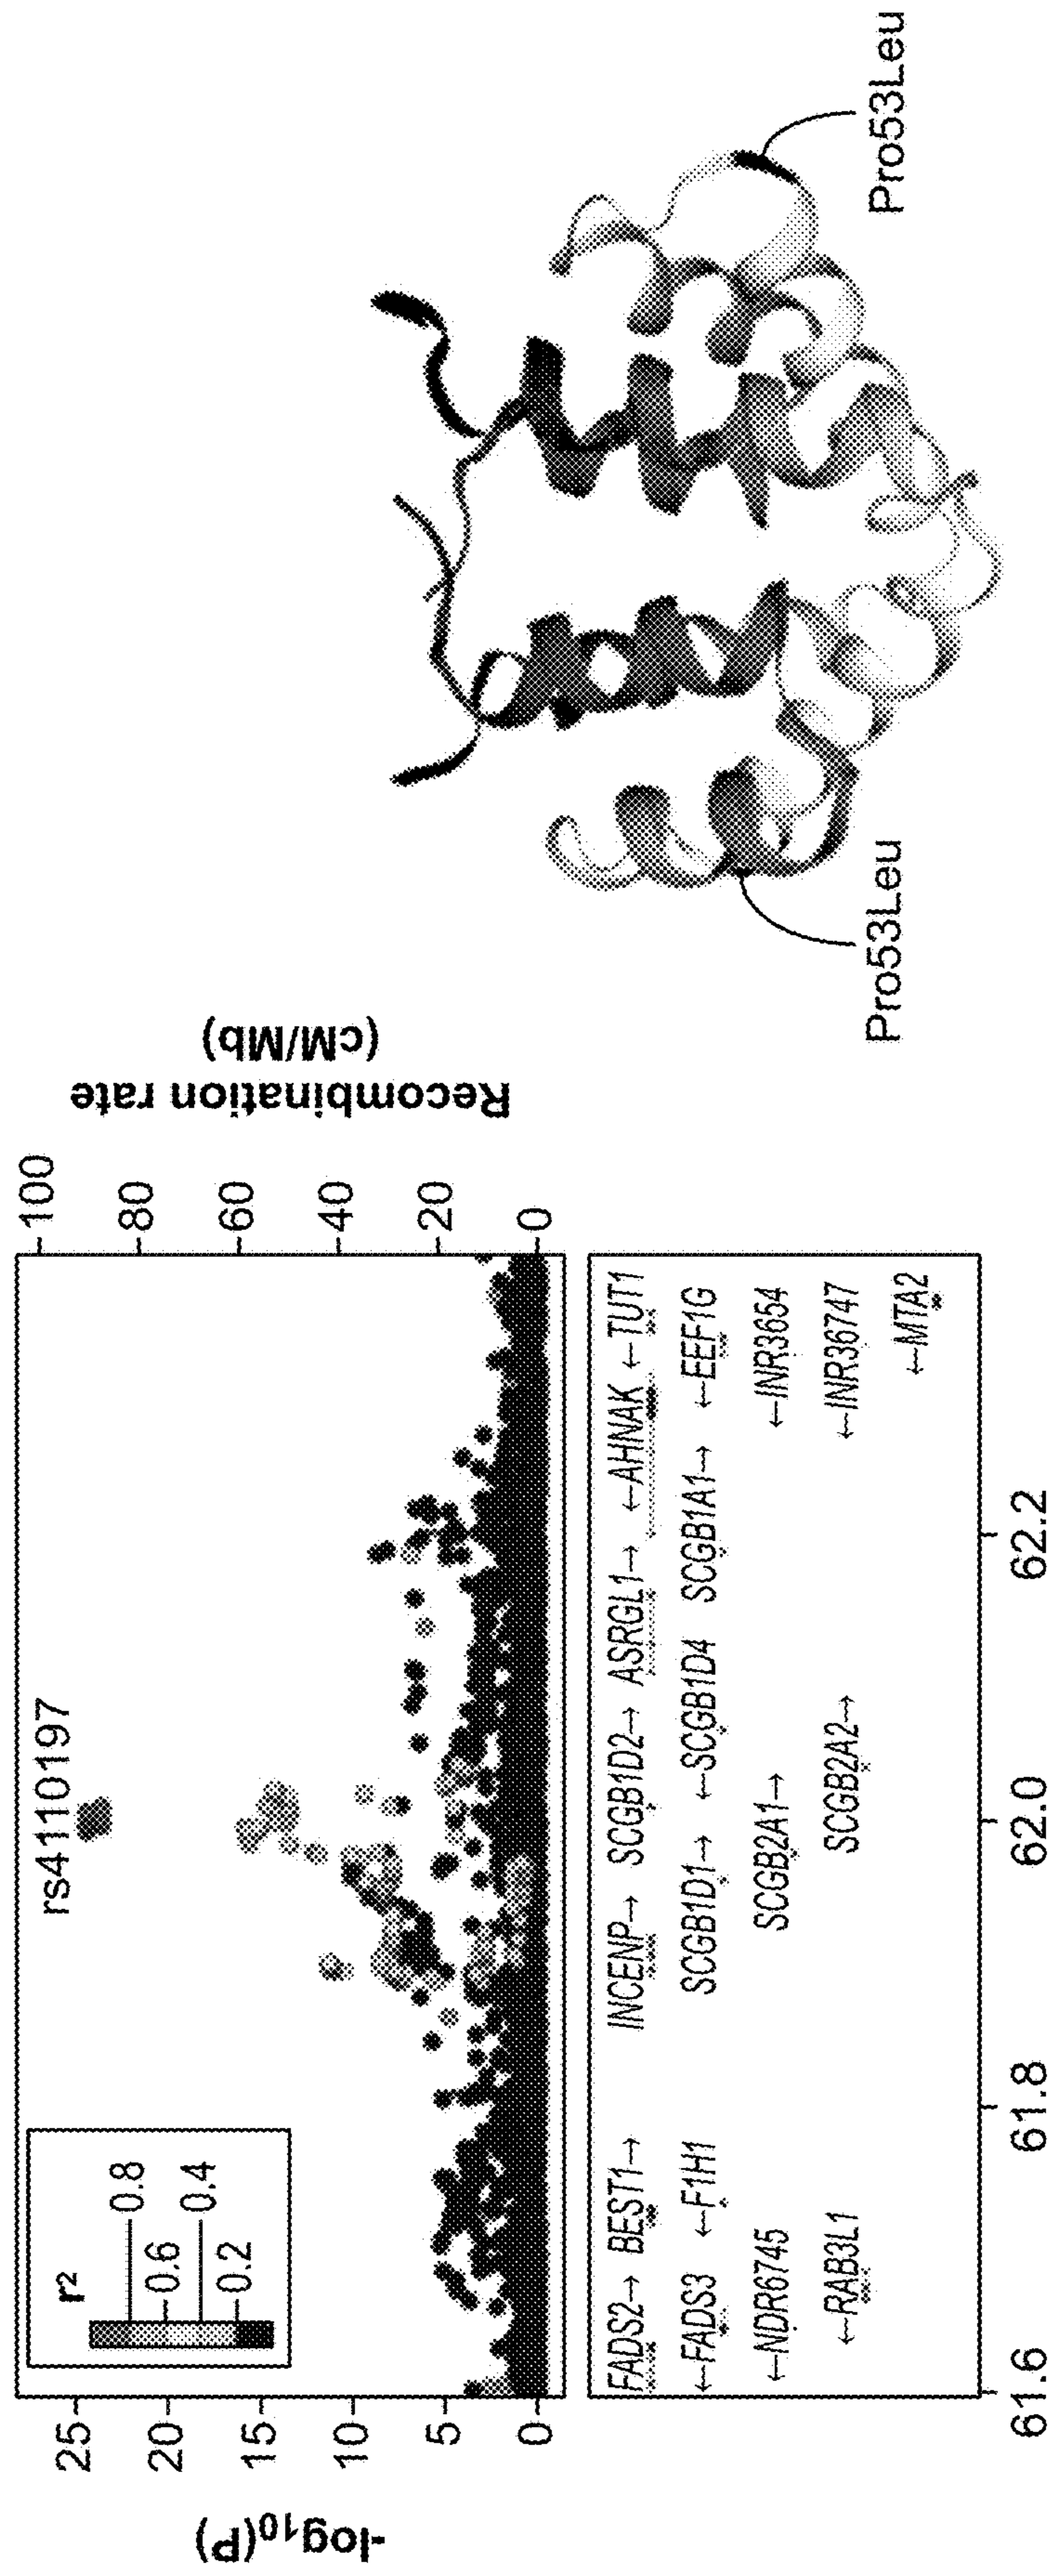 rs4110197
r²
0.8
0.6
0.4
0.2
-log₁₀(P)
25
20
15
10
5
0
100
80
60
40
20
0
Recombination rate
(cM/Mb)
FADS2→ BEST1→ INCENP→ SCGB1D2→ ASRGL1→ ←AHNAK ←TUT1
←FADS3 ←F1H1 SCGB1D1→ ←SCGB1D4 SCGB1A1→ ←EEF1G
←NDR6745 SCGB2A1→ ←INR3654
←RAB3L1 SCGB2A2→ ←INR36747
←MTA2
61.6 61.8 62.0 62.2
Pro53Leu
Pro53Leu